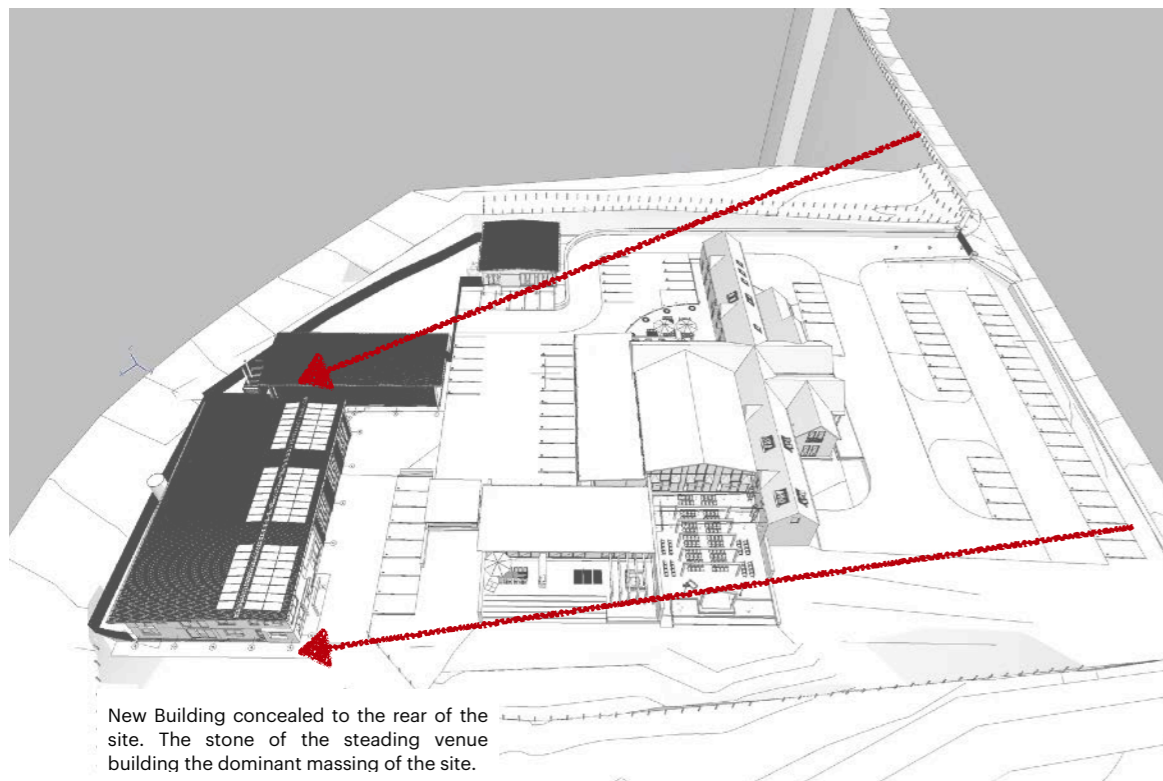 New Building concealed to the rear of the
site. The stone of the steading venue
building the dominant massing of the site.